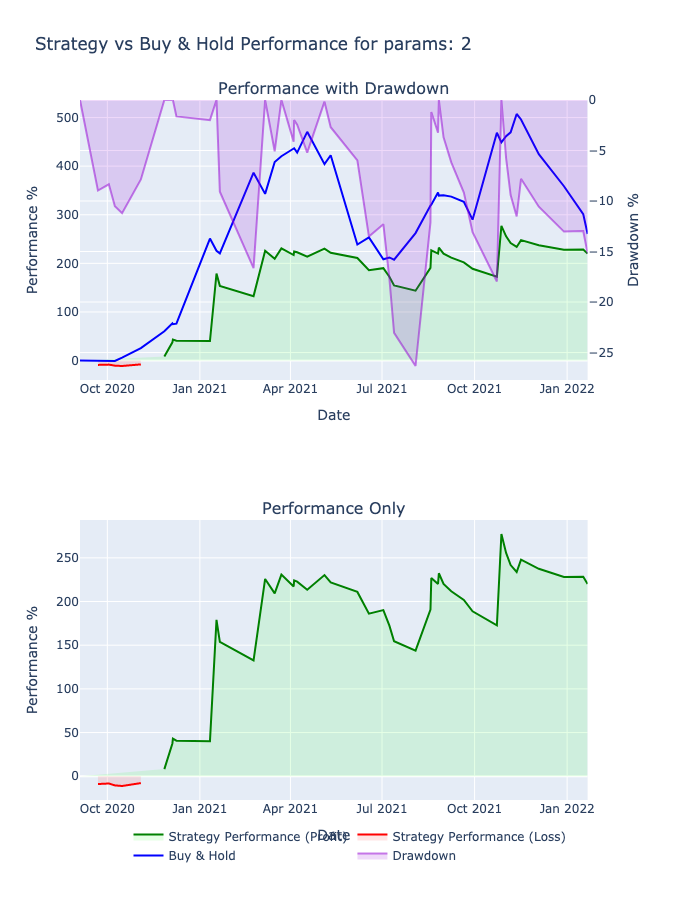 Strategy vs Buy & Hold Performance for params: 2
Performance with Drawdown
500
400
300
200
100
0
Performance %
0
−5
−10
−15
−20
−25
Drawdown %
Oct 2020 Jan 2021 Apr 2021 Jul 2021 Oct 2021 Jan 2022
Date
Performance Only
250
200
150
100
50
0
Performance %
Oct 2020 Jan 2021 Apr 2021 Jul 2021 Oct 2021 Jan 2022
Date
Strategy Performance (Profit) Strategy Performance (Loss)
Buy & Hold Drawdown